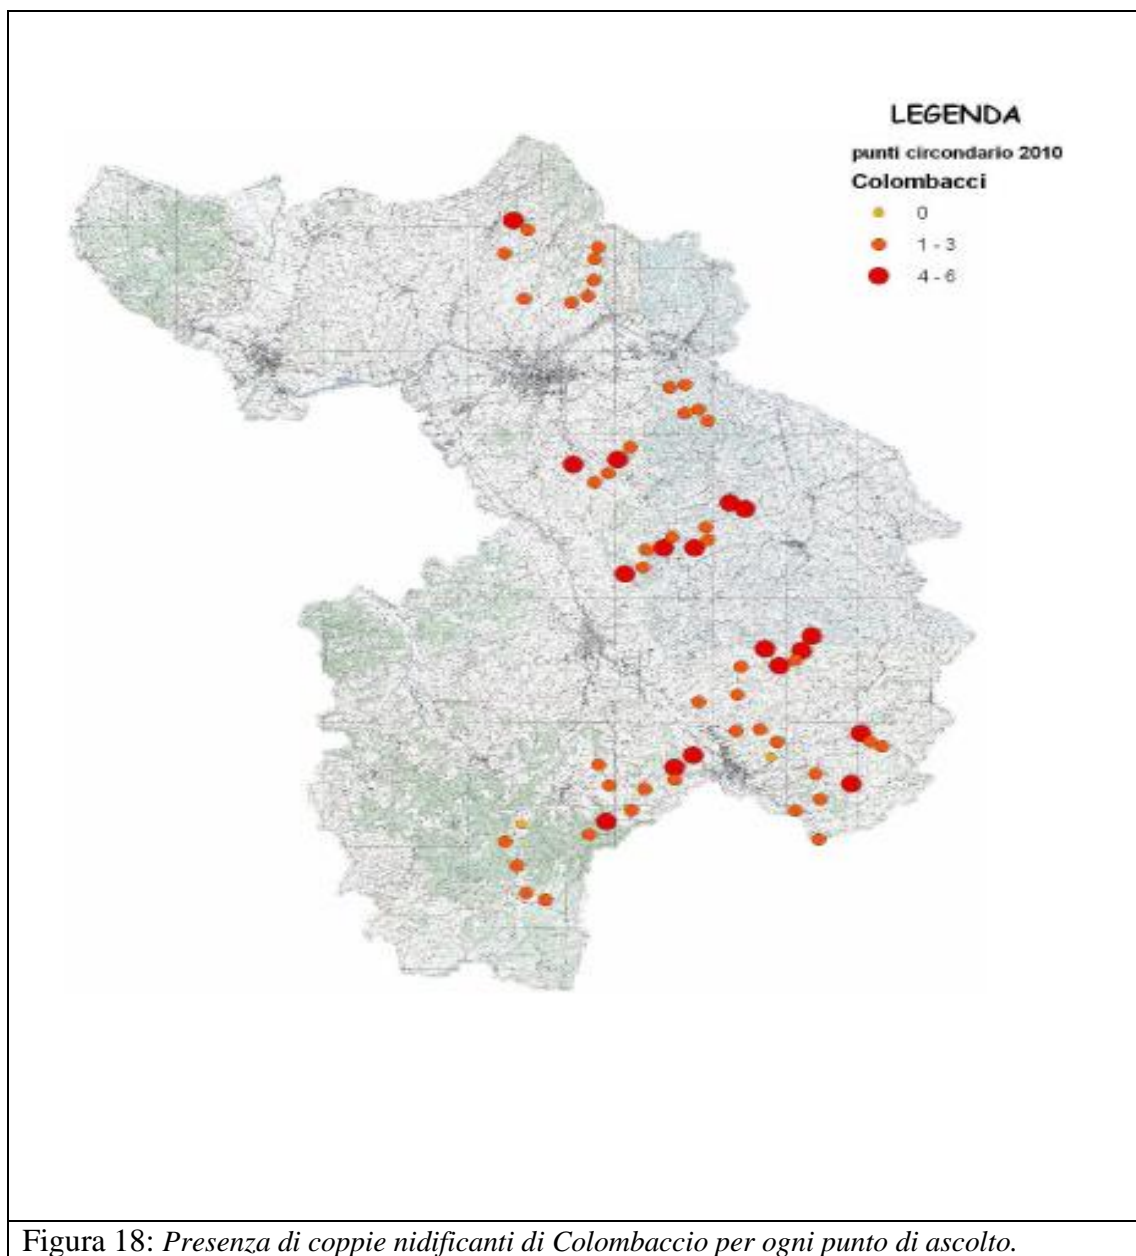 LEGENDA
punti circondario 2010
Colombacci
0
1 - 3
4 - 6
Figura 18: Presenza di coppie nidificanti di Colombaccio per ogni punto di ascolto.